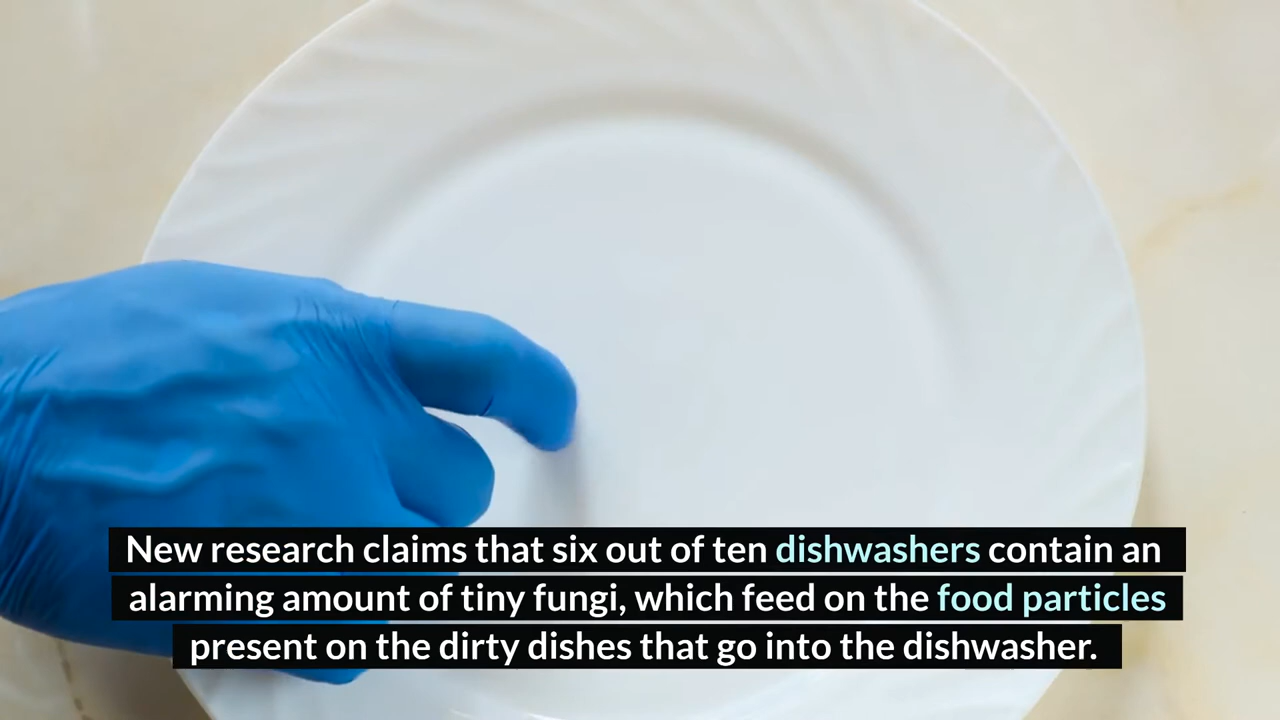 New research claims that six out of ten dishwashers contain an
alarming amount of tiny fungi, which feed on the food particles
present on the dirty dishes that go into the dishwasher.